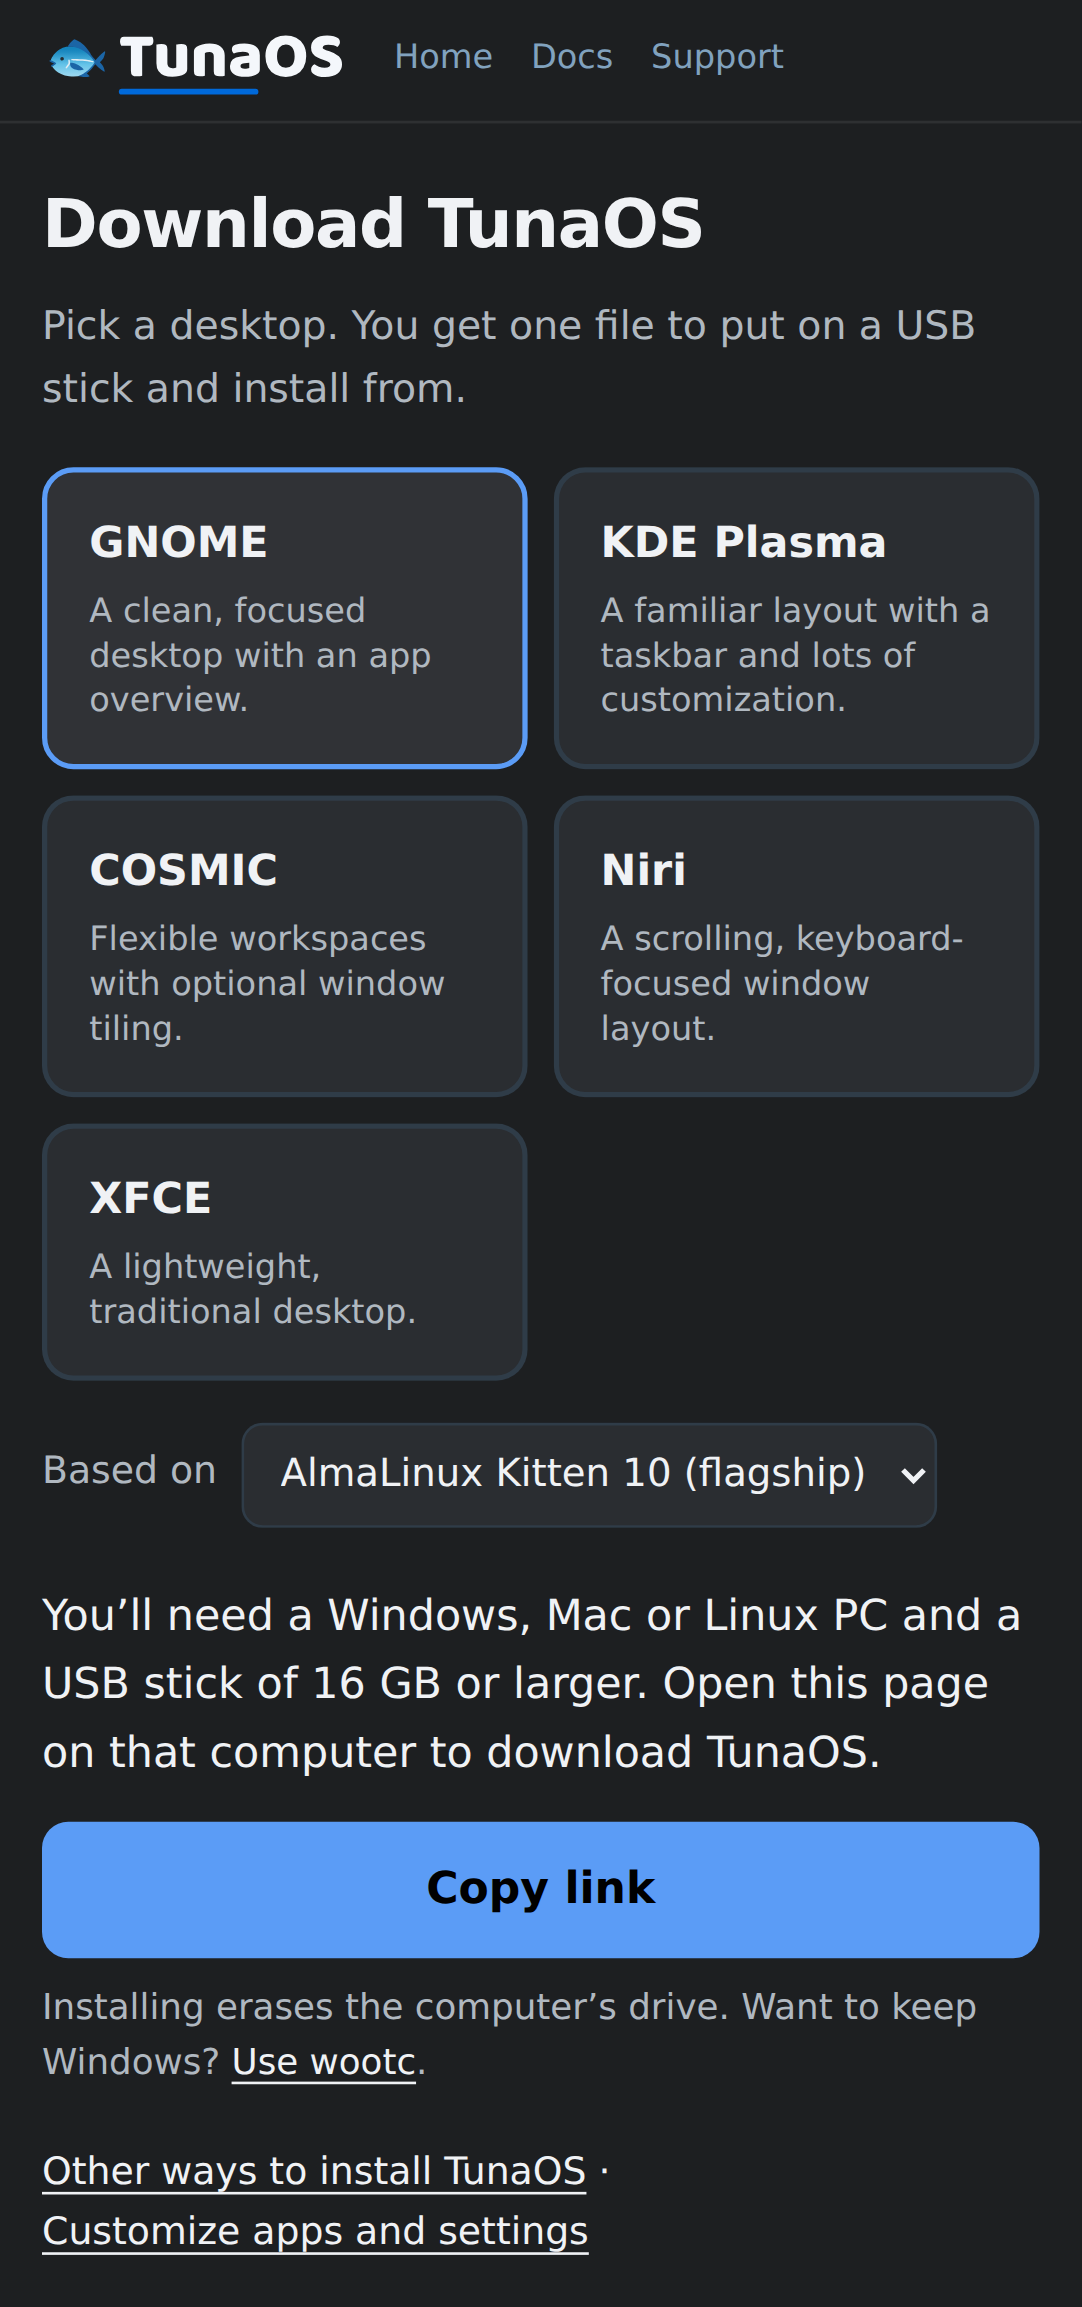 TunaOS
Home
Docs
Support
Download TunaOS
Pick a desktop. You get one file to put on a USB
stick and install from.
GNOME
A clean, focused
desktop with an app
overview.
KDE Plasma
A familiar layout with a
taskbar and lots of
customization.
COSMIC
Flexible workspaces
with optional window
tiling.
Niri
A scrolling, keyboard-
focused window
layout.
XFCE
A lightweight,
traditional desktop.
Based on
AlmaLinux Kitten 10 (flagship)
You’ll need a Windows, Mac or Linux PC and a
USB stick of 16 GB or larger. Open this page
on that computer to download TunaOS.
Copy link
Installing erases the computer’s drive. Want to keep
Windows? Use wootc.
Other ways to install TunaOS ·
Customize apps and settings